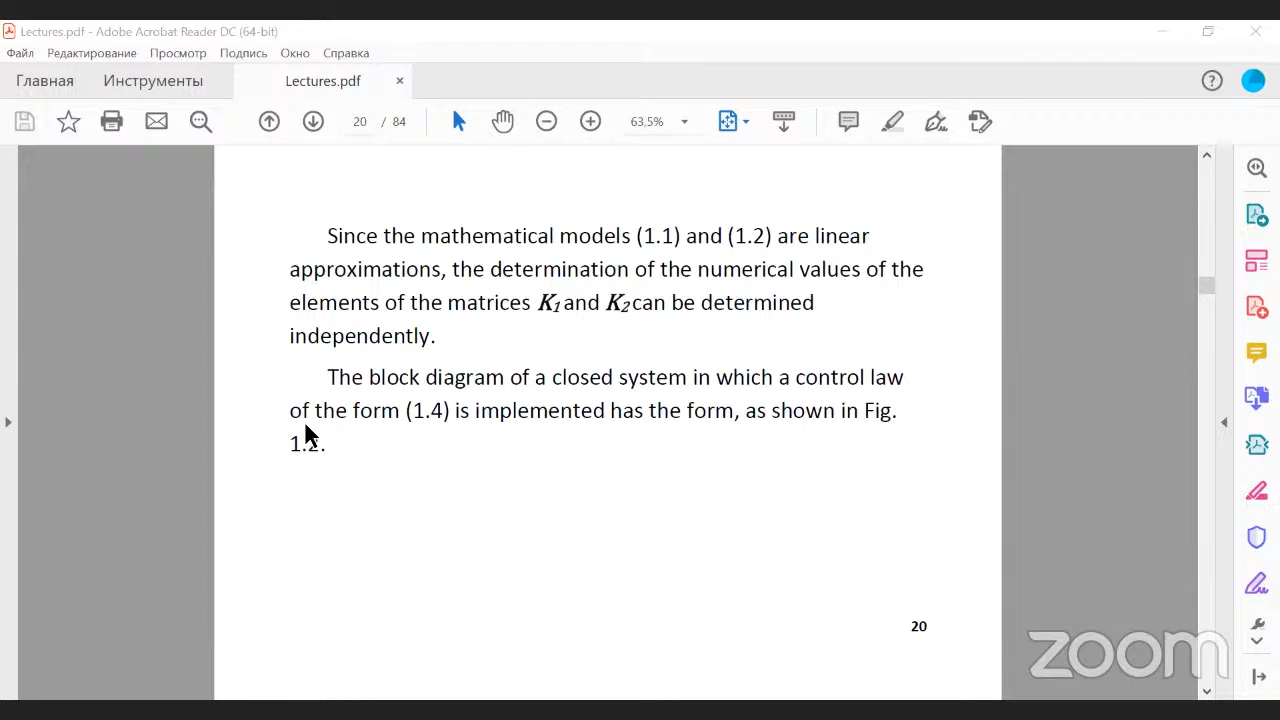 Lectures.pdf - Adobe Acrobat Reader DC (64-bit)
Файл Редактирование Просмотр Подпись Окно Справка
Главная Инструменты Lectures.pdf ×
20 / 84 63,5%
Since the mathematical models (1.1) and (1.2) are linear
approximations, the determination of the numerical values of the
elements of the matrices K1 and K2 can be determined
independently.
The block diagram of a closed system in which a control law
of the form (1.4) is implemented has the form, as shown in Fig.
1.2.
20
zoom